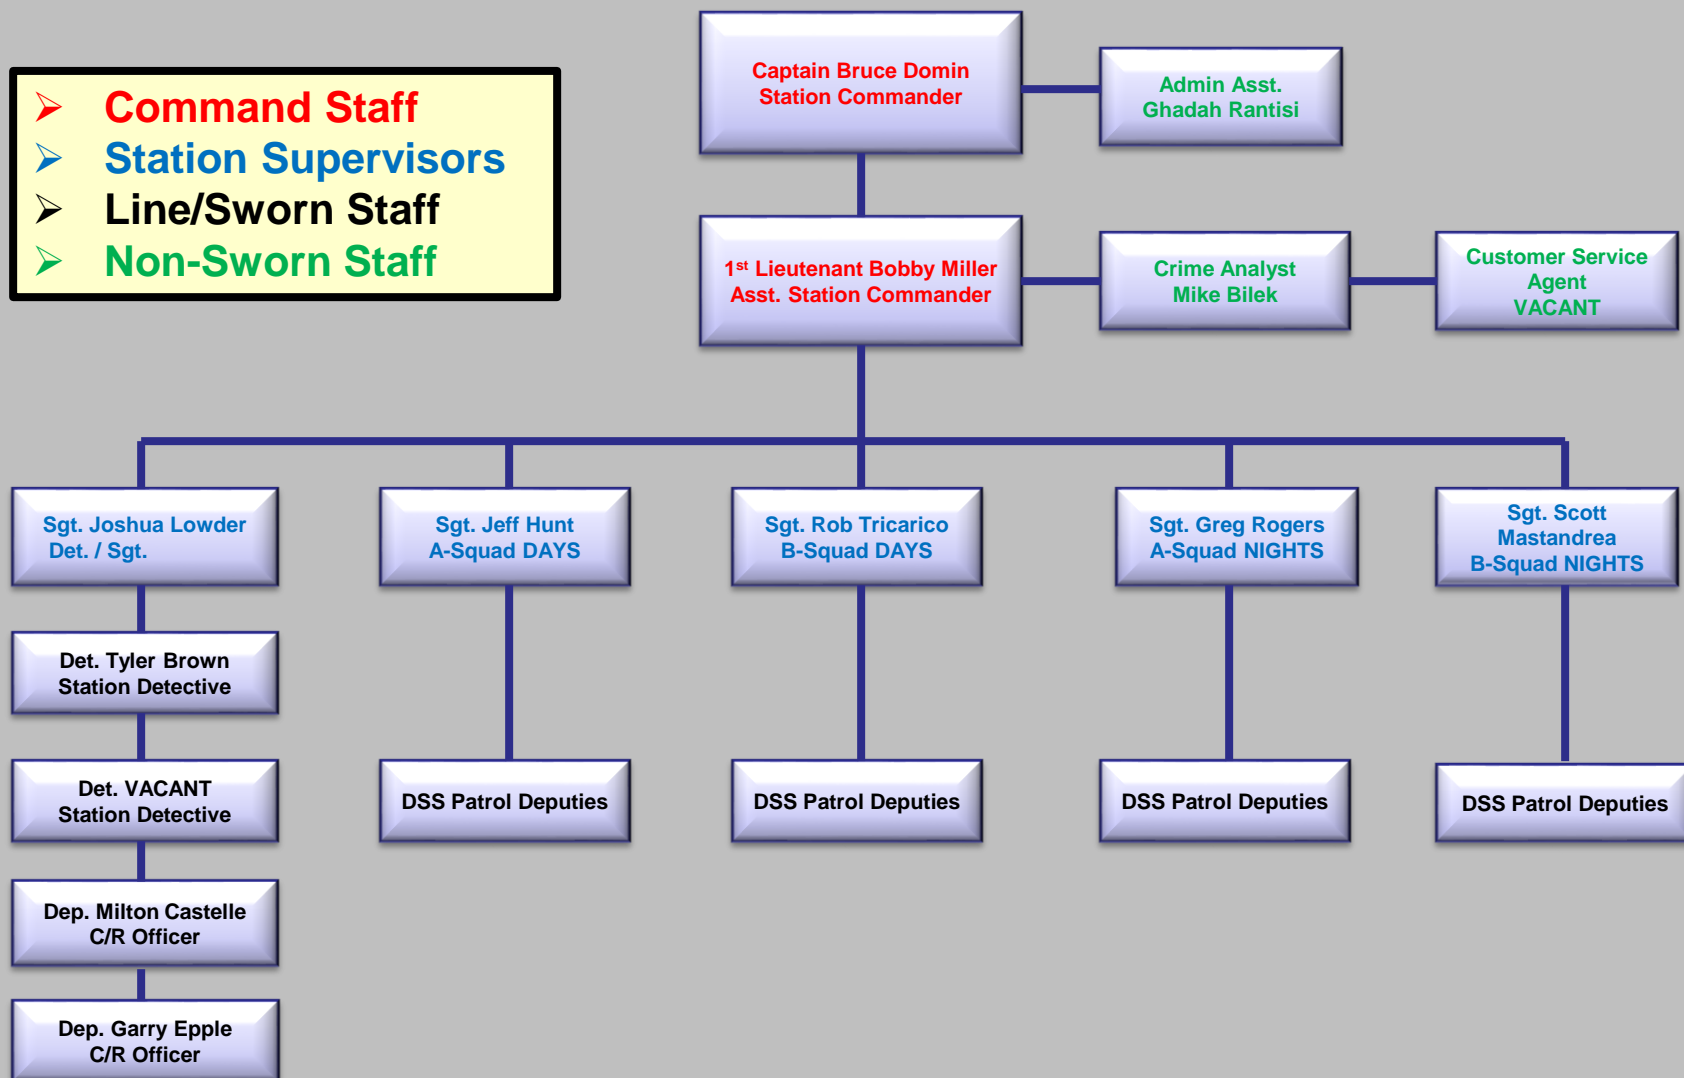 Command Staff
Station Supervisors
Line/Sworn Staff
Non-Sworn Staff
Captain Bruce Domin
Station Commander
Admin Asst.
Ghadah Rantisi
1st Lieutenant Bobby Miller
Asst. Station Commander
Crime Analyst
Mike Bilek
Customer Service
Agent
VACANT
Sgt. Joshua Lowder
Det. / Sgt.
Sgt. Jeff Hunt
A-Squad DAYS
Sgt. Rob Tricarico
B-Squad DAYS
Sgt. Greg Rogers
A-Squad NIGHTS
Sgt. Scott
Mastandrea
B-Squad NIGHTS
Det. Tyler Brown
Station Detective
Det. VACANT
Station Detective
DSS Patrol Deputies
DSS Patrol Deputies
DSS Patrol Deputies
DSS Patrol Deputies
Dep. Milton Castelle
C/R Officer
Dep. Garry Epple
C/R Officer